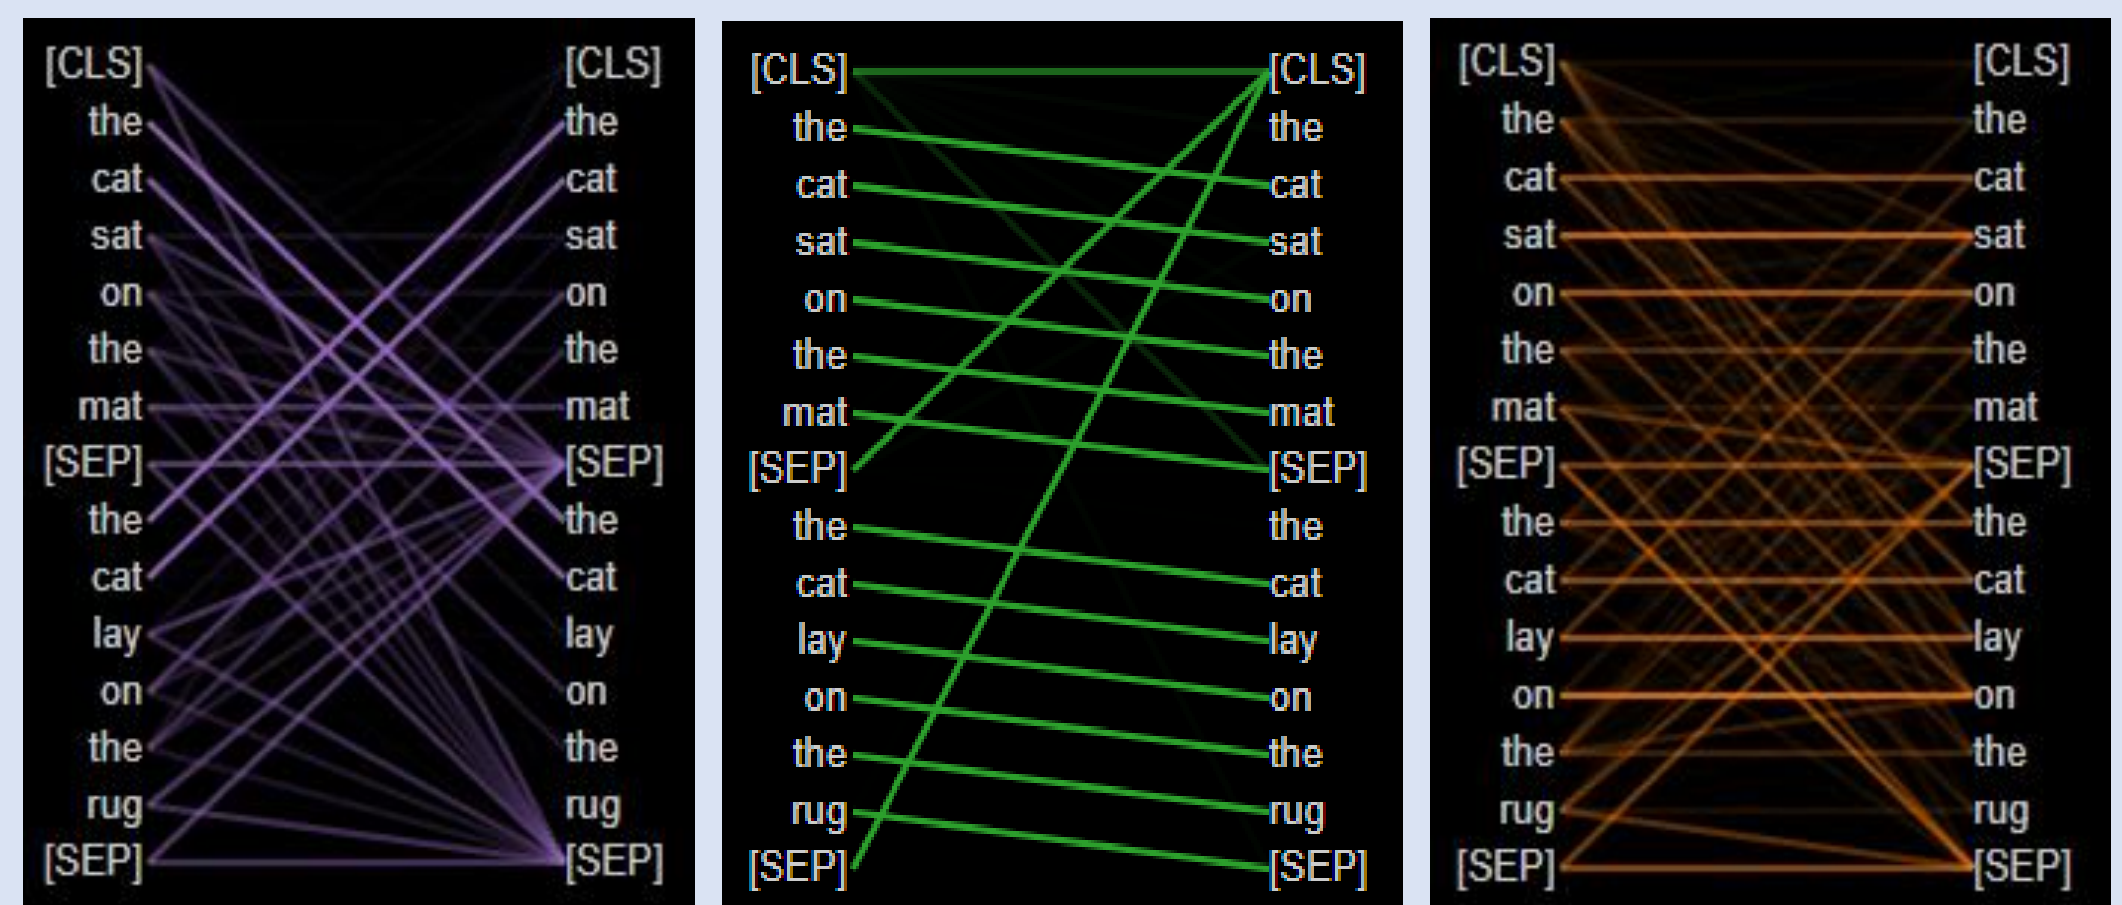 [CLS] [CLS]
the the
cat cat
sat sat
on on
the the
mat mat
[SEP] [SEP]
the the
cat cat
lay lay
on on
the the
rug rug
[SEP] [SEP]
[CLS] [CLS]
the the
cat cat
sat sat
on on
the the
mat mat
[SEP] [SEP]
the the
cat cat
lay lay
on on
the the
rug rug
[SEP] [SEP]
[CLS] [CLS]
the the
cat cat
sat sat
on on
the the
mat mat
[SEP] [SEP]
the the
cat cat
lay lay
on on
the the
rug rug
[SEP] [SEP]